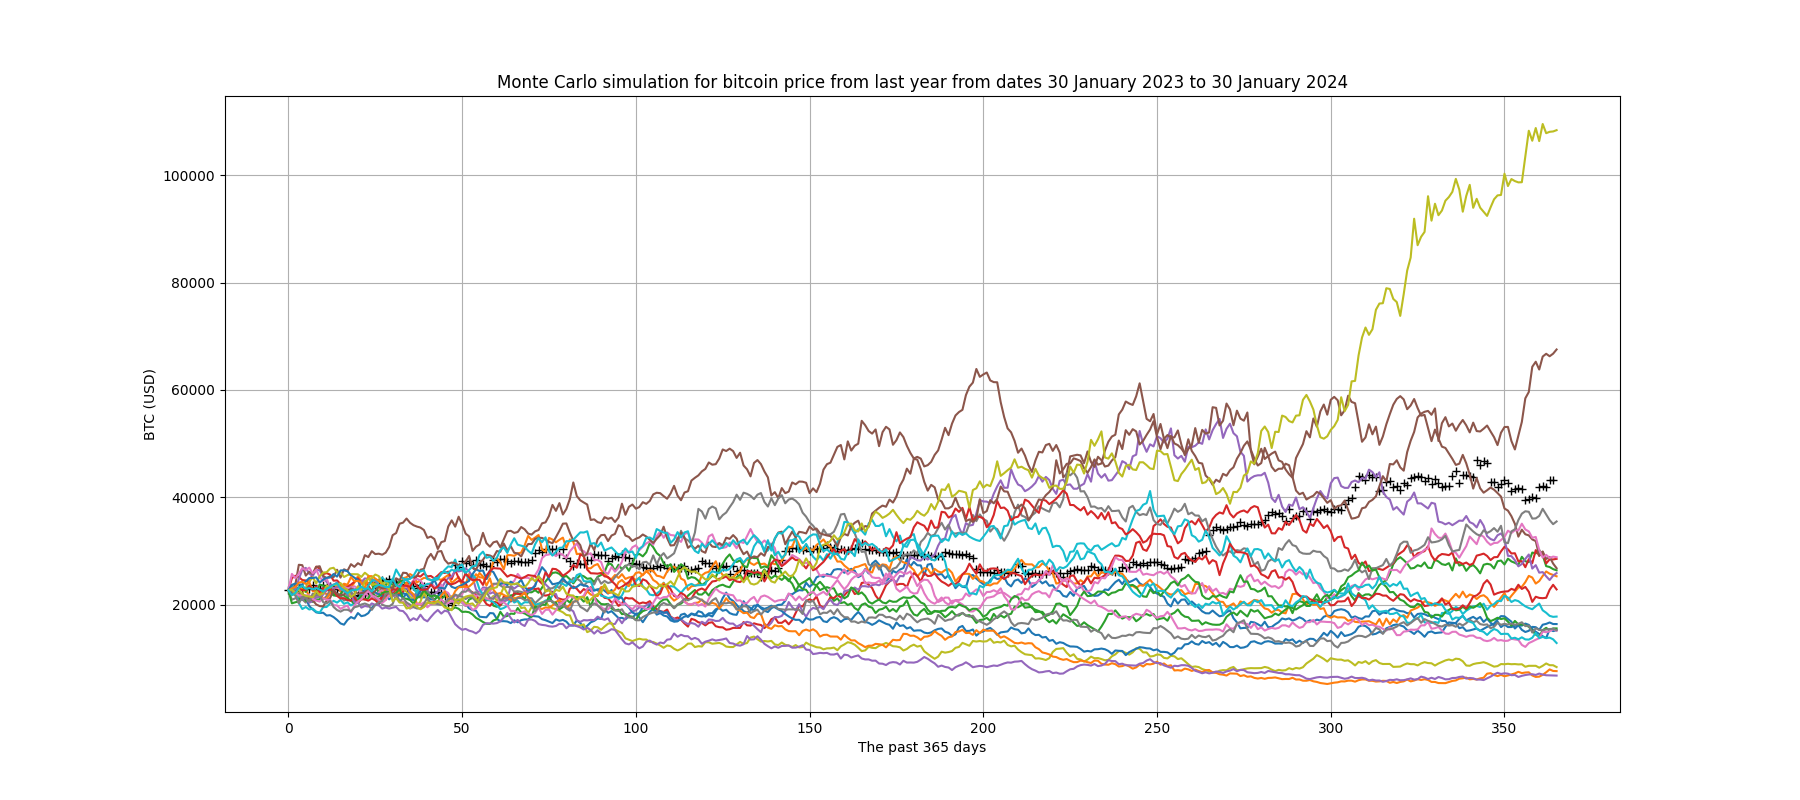 Monte Carlo simulation for bitcoin price from last year from dates 30 January 2023 to 30 January 2024
100000
80000
60000
40000
20000
BTC (USD)
0 50 100 150 200 250 300 350
The past 365 days